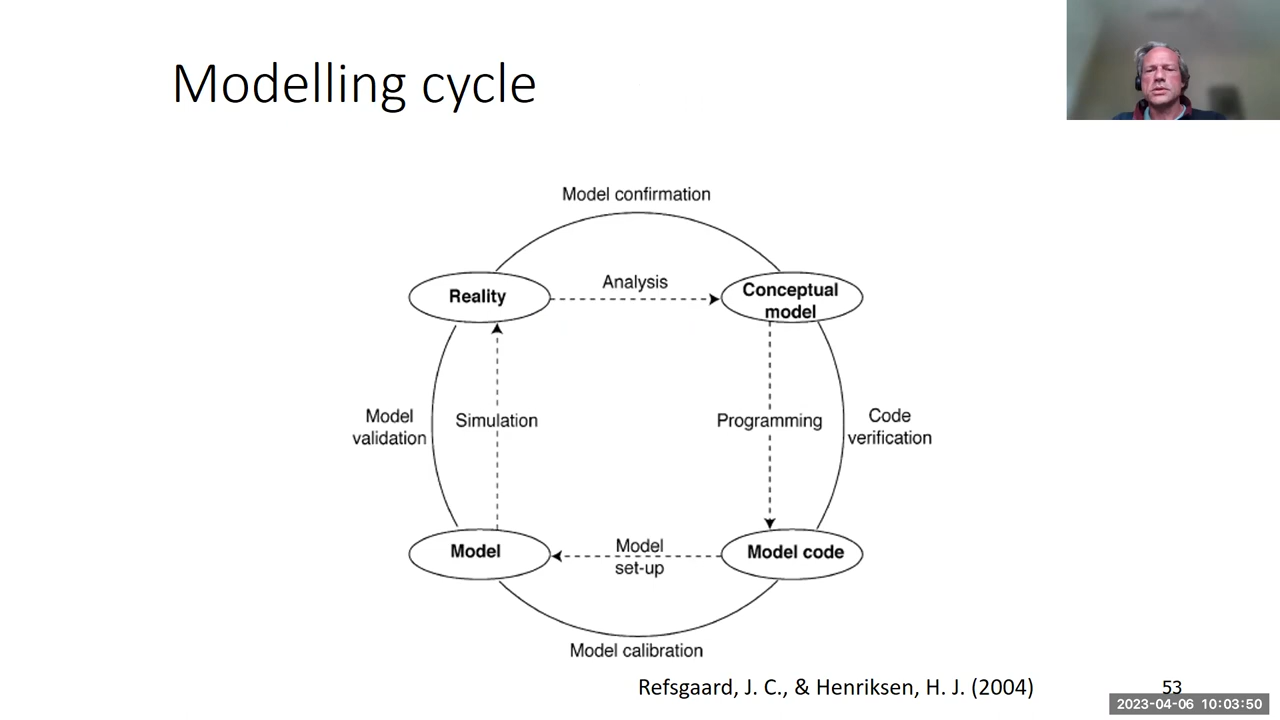 Modelling cycle
Model confirmation
Reality
Analysis
Conceptual
model
Model
validation
Simulation
Programming
Code
verification
Model
Model
set-up
Model code
Model calibration
Refsgaard, J. C., & Henriksen, H. J. (2004)
53
2023-04-06 10:03:50